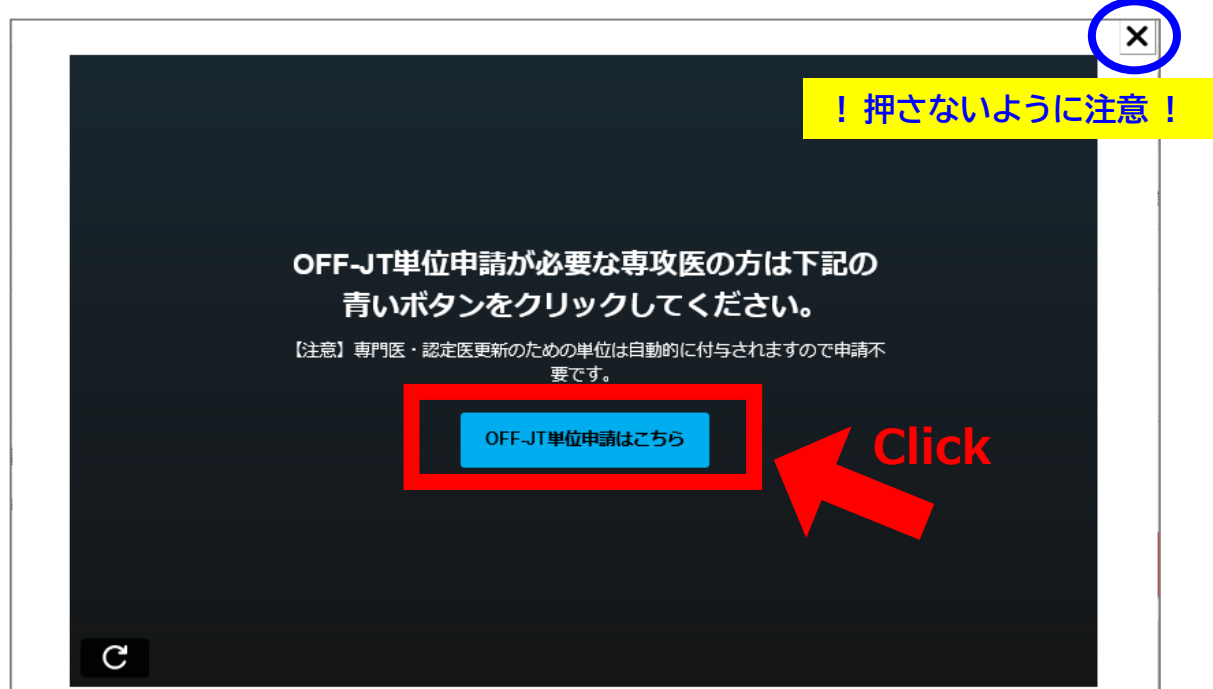 ！押さないように注意！
OFF-JT単位申請が必要な専攻医の方は下記の
青いボタンをクリックしてください。
【注意】専門医・認定医更新のための単位は自動的に付与されますので申請不
要です。
OFF-JT単位申請はこちら
Click